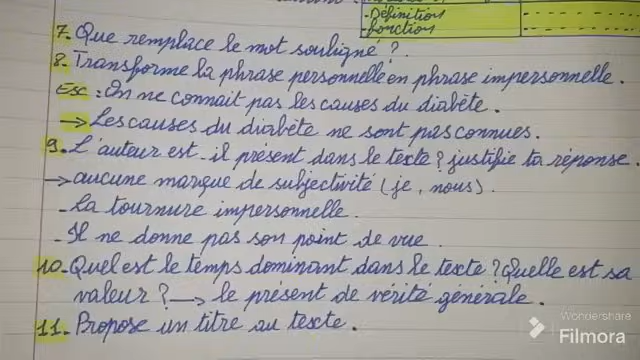 - Définition
- fonction
7. Que remplace le mot souligné ?
8. Transforme la phrase personnelle en phrase impersonnelle.
Ex : On ne connait pas les causes du diabète.
→ Les causes du diabète ne sont pas connues.
9. L'auteur est-il présent dans le texte ? justifie ta réponse.
→ aucune marque de subjectivité (je, nous).
- la tournure impersonnelle.
- Il ne donne pas son point de vue.
10. Quel est le temps dominant dans le texte ? Quelle est sa
valeur ? → le présent de vérité générale.
11. Propose un titre au texte.
Wondershare
Filmora